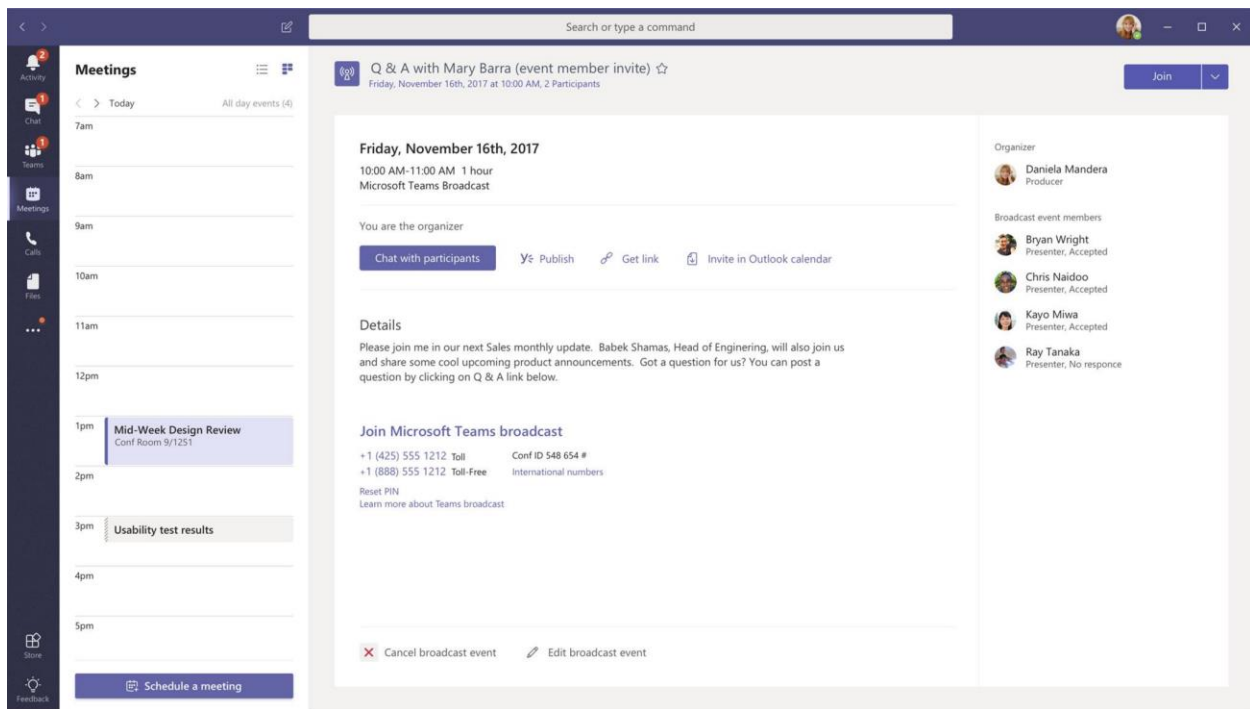 Search or type a command
2
Activity
1
Chat
1
Teams
Meetings
Calls
Files
Store
Feedback
Meetings
Today
All day events (4)
7am
8am
9am
10am
11am
12pm
1pm
Mid-Week Design Review
Conf Room 9/1251
2pm
3pm
Usability test results
4pm
5pm
Schedule a meeting
Q & A with Mary Barra (event member invite)
Friday, November 16th, 2017 at 10:00 AM, 2 Participants
Join
Friday, November 16th, 2017
10:00 AM-11:00 AM 1 hour
Microsoft Teams Broadcast
You are the organizer
Chat with participants
Publish
Get link
Invite in Outlook calendar
Details
Please join me in our next Sales monthly update. Babek Shamas, Head of Enginering, will also join us
and share some cool upcoming product announcements. Got a question for us? You can post a
question by clicking on Q & A link below.
Join Microsoft Teams broadcast
+1 (425) 555 1212 Toll Conf ID 548 654 #
+1 (888) 555 1212 Toll-Free International numbers
Reset PIN
Learn more about Teams broadcast
Cancel broadcast event
Edit broadcast event
Organizer
Daniela Mandera
Producer
Broadcast event members
Bryan Wright
Presenter, Accepted
Chris Naidoo
Presenter, Accepted
Kayo Miwa
Presenter, Accepted
Ray Tanaka
Presenter, No responce